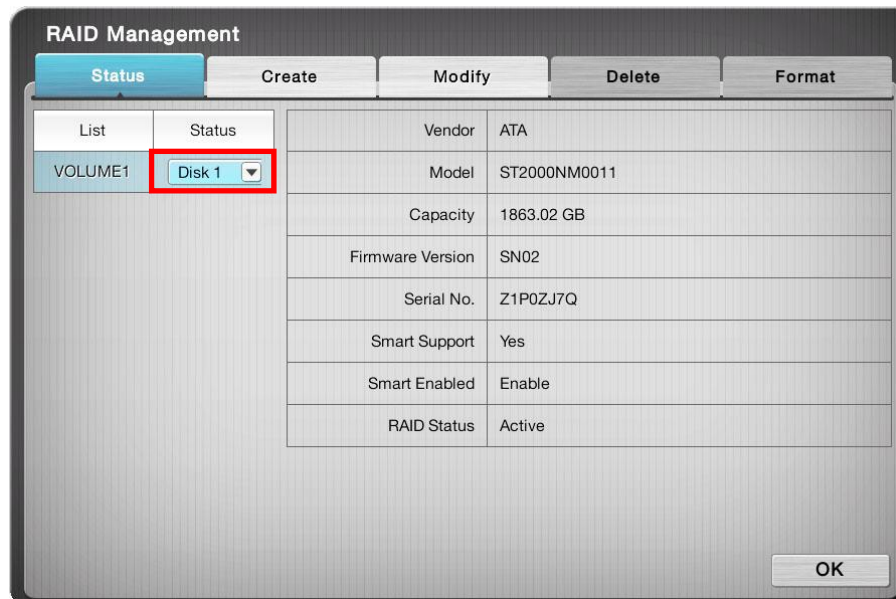 RAID Management
Status Create Modify Delete Format
List Status
VOLUME1 Disk 1
Vendor ATA
Model ST2000NM0011
Capacity 1863.02 GB
Firmware Version SN02
Serial No. Z1P0ZJ7Q
Smart Support Yes
Smart Enabled Enable
RAID Status Active
OK